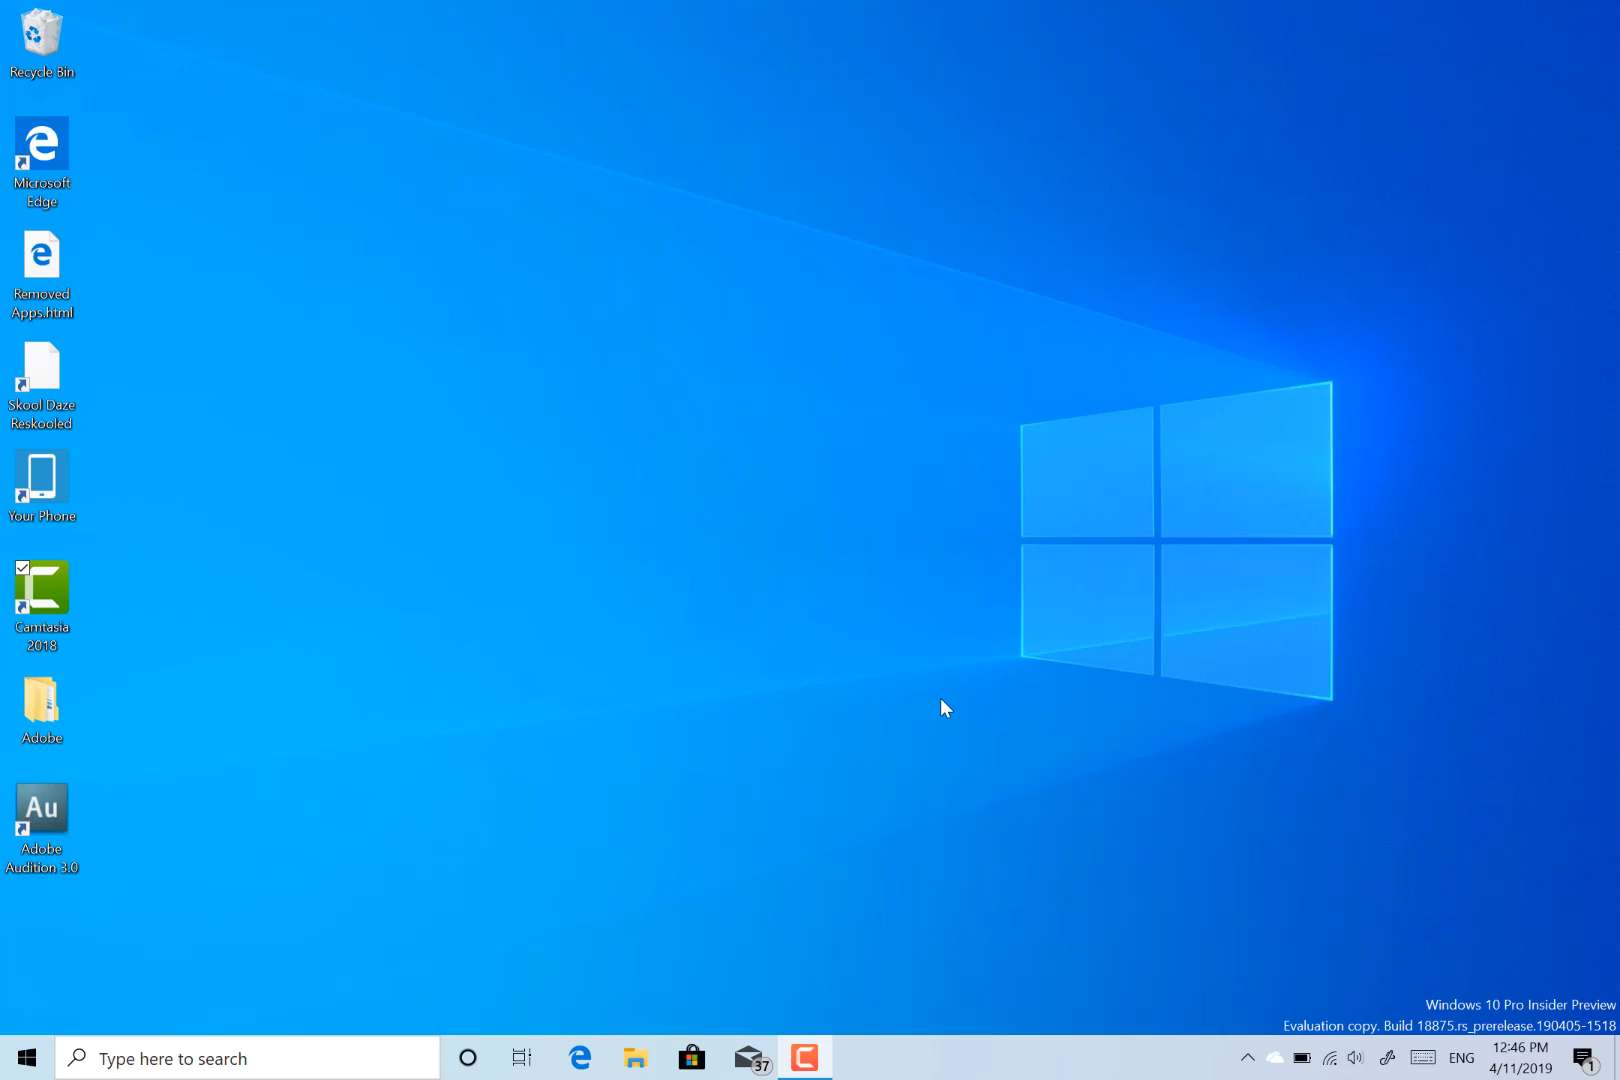 Recycle Bin
Microsoft
Edge
Removed
Apps.html
Skool Daze
Reskooled
Your Phone
Camtasia
2018
Adobe
Au
Adobe
Audition 3.0
Windows 10 Pro Insider Preview
Evaluation copy. Build 18875.rs_prerelease.190405-1518
Type here to search
37
ENG
12:46 PM
4/11/2019
1